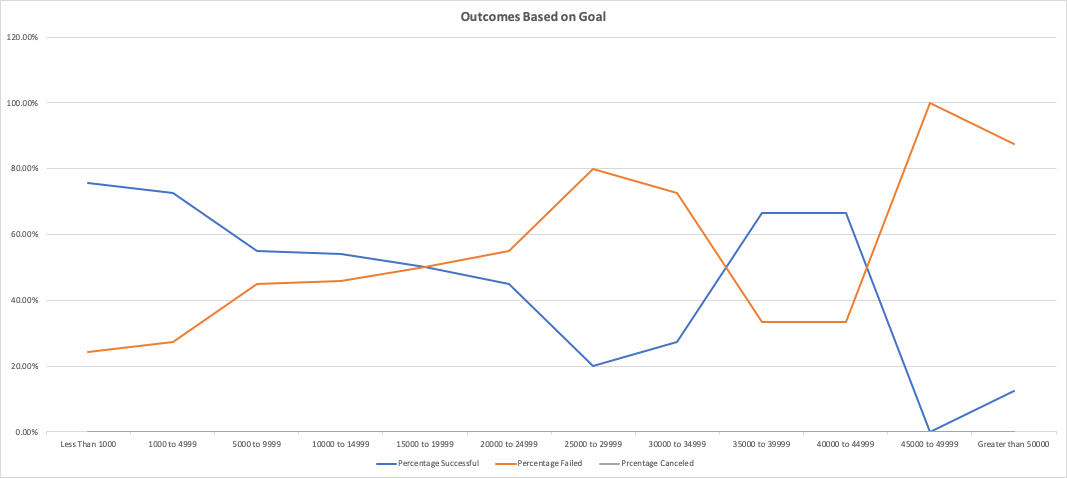 Outcomes Based on Goal
120.00%
100.00%
80.00%
60.00%
40.00%
20.00%
0.00%
Less Than 1000 1000 to 4999 5000 to 9999 10000 to 14999 15000 to 19999 20000 to 24999 25000 to 29999 30000 to 34999 35000 to 39999 40000 to 44999 45000 to 49999 Greater than 50000
Percentage Successful Percentage Failed Prcentage Canceled